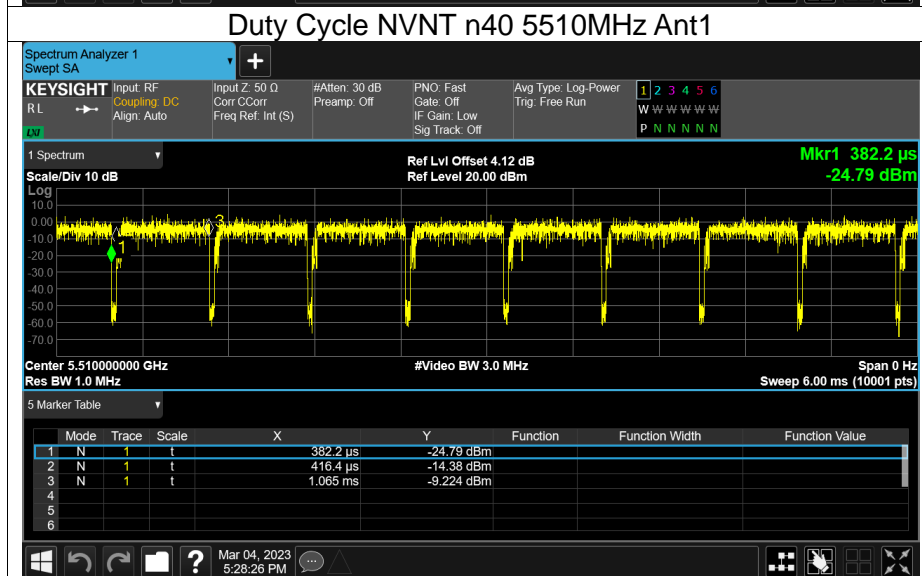 Duty Cycle NVNT n40 5510MHz Ant1
Spectrum Analyzer 1
Swept SA
+
KEYSIGHT Input: RF Input Z: 50 Ω #Atten: 30 dB PNO: Fast Avg Type: Log-Power 1 2 3 4 5 6
RL Coupling: DC Corr CCorr Preamp: Off Gate: Off Trig: Free Run W W W W W W
Align: Auto Freq Ref: Int (S) IF Gain: Low
LXI Sig Track: Off P N N N N N
1 Spectrum Ref Lvl Offset 4.12 dB Mkr1 382.2 µs
Scale/Div 10 dB Ref Level 20.00 dBm -24.79 dBm
Log
10.0
0.00
-10.0
-20.0
-30.0
-40.0
-50.0
-60.0
-70.0
1
3
Center 5.510000000 GHz #Video BW 3.0 MHz Span 0 Hz
Res BW 1.0 MHz Sweep 6.00 ms (10001 pts)
5 Marker Table
Mode Trace Scale X Y Function Function Width Function Value
1 N 1 t 382.2 µs -24.79 dBm
2 N 1 t 416.4 µs -14.38 dBm
3 N 1 t 1.065 ms -9.224 dBm
4
5
6
? Mar 04, 2023
5:28:26 PM